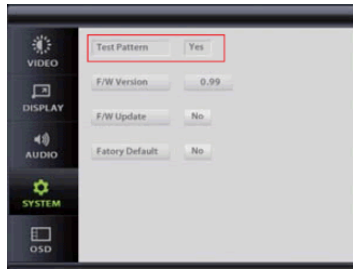 VIDEO
DISPLAY
AUDIO
SYSTEM
OSD
Test Pattern Yes
F/W Version 0.99
F/W Update No
Fatory Default No